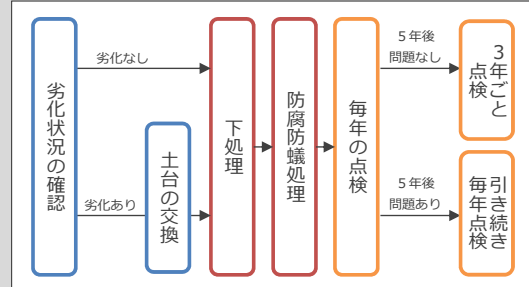 劣化状況の確認
劣化なし
劣化あり
土台の交換
下処理
防腐防蟻処理
毎年の点検
５年後
問題なし
３年ごと
点検
５年後
問題あり
引き続き
毎年点検